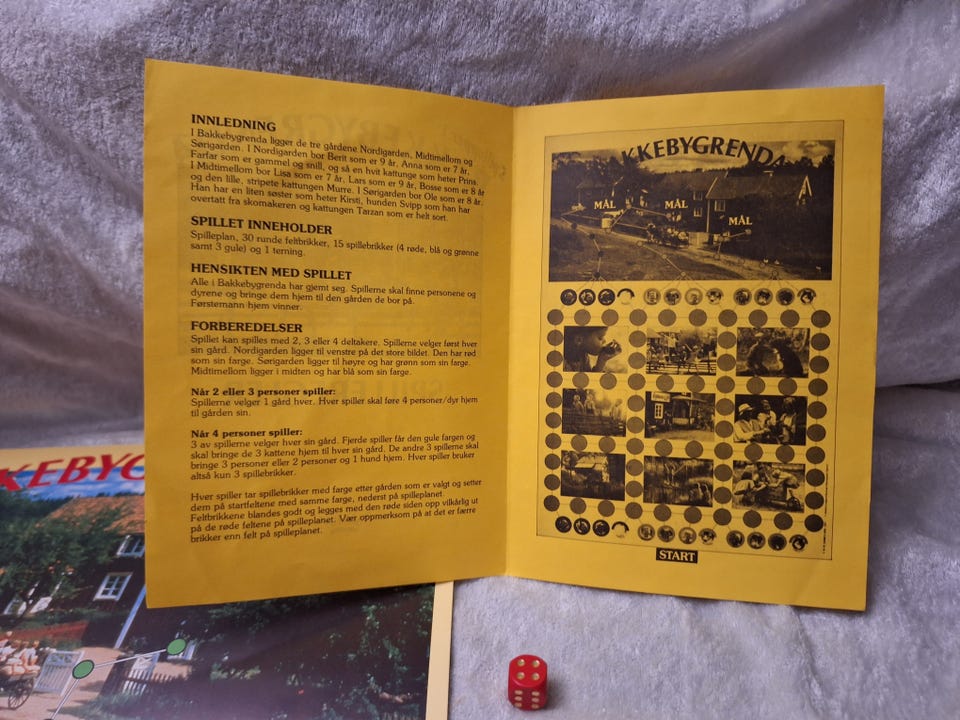 INNLEDNING
I Bakkebygrenda ligger de tre gårdene Nordigarden, Midtimellom og
Sørigarden. I Nordigarden bor Berit som er 9 år, Anna som er 7 år,
Farfar som er gammel og snill, og så en hvit kattunge som heter Prins.
I Midtimellom bor Lisa som er 7 år, Lars som er 9 år, Bosse som er 8 år
og den lille, stripete kattungen Murre. I Sørigarden bor Ole som er 8 år.
Han har en liten søster som heter Kirsti, hunden Svipp som han har
overtatt fra skomakeren og kattungen Tarzan som er helt sort.
SPILLET INNEHOLDER
Spilleplan, 30 runde feltbrikker, 15 spillebrikker (4 røde, blå og grønne
samt 3 gule) og 1 terning.
HENSIKTEN MED SPILLET
Alle i Bakkebygrenda har gjemt seg. Spillerne skal finne personene og
dyrene og bringe dem hjem til den gården de bor på.
Førstemann hjem vinner.
FORBEREDELSER
Spillet kan spilles med 2, 3 eller 4 deltakere. Spillerne velger først hver
sin gård. Nordigarden ligger til venstre på det store bildet. Den har rød
som sin farge. Sørigarden ligger til høyre og har grønn som sin farge.
Midtimellom ligger i midten og har blå som sin farge.
Når 2 eller 3 personer spiller:
Spillerne velger 1 gård hver. Hver spiller skal føre 4 personer/dyr hjem
til gården sin.
Når 4 personer spiller:
3 av spillerne velger hver sin gård. Fjerde spiller får den gule fargen og
skal bringe de 3 kattene hjem til hver sin gård. De andre 3 spillerne skal
bringe 3 personer eller 2 personer og 1 hund hjem. Hver spiller bruker
altså kun 3 spillebrikker.
Hver spiller tar spillebrikker med farge etter gården som er valgt og setter
dem på startfeltene med samme farge, nederst på spilleplanet.
Feltbrikkene blandes godt og legges med den røde siden opp vilkårlig ut
på de røde feltene på spilleplanet. Vær oppmerksom på at det er færre
brikker enn felt på spilleplanet.
KKEBYGRENDA
MÅL
MÅL
MÅL
START
KEBYG